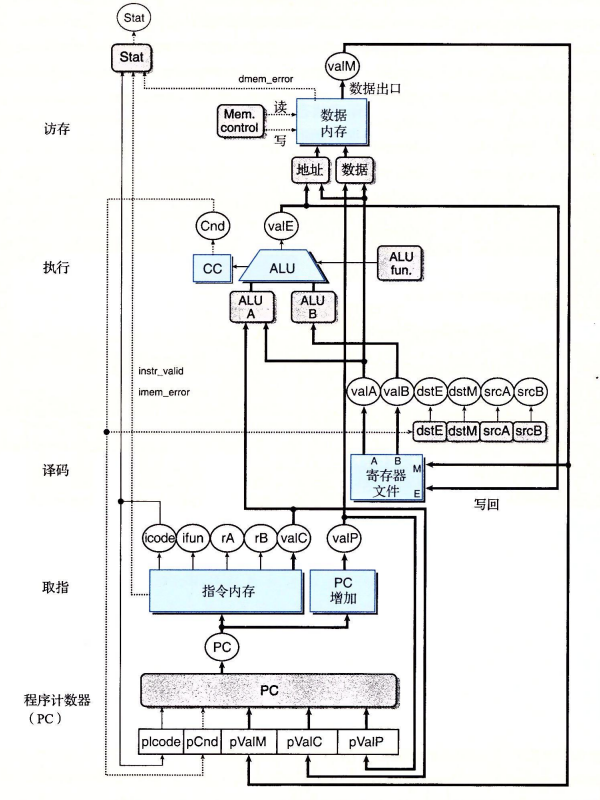 Stat
Stat
valM
dmem_error
数据出口
访存
Mem.
control
读
写
数据
内存
地址
数据
Cnd
valE
执行
CC
ALU
ALU
fun.
ALU
A
ALU
B
instr_valid
imem_error
valA
valB
dstE
dstM
srcA
srcB
dstE
dstM
srcA
srcB
译码
A
B
M
寄存器
文件
E
写回
icode
ifun
rA
rB
valC
valP
取指
指令内存
PC
增加
PC
程序计数器
（PC）
PC
pIcode
pCnd
pValM
pValC
pValP